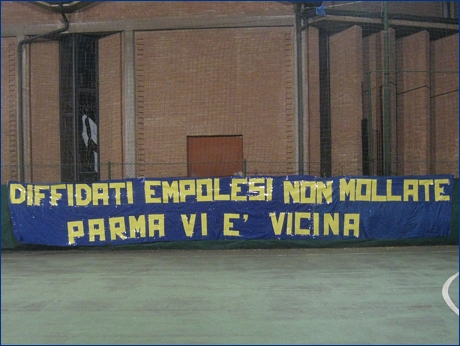 DIFFIDATI EMPOLESI NON MOLLATE
PARMA VI E' VICINA